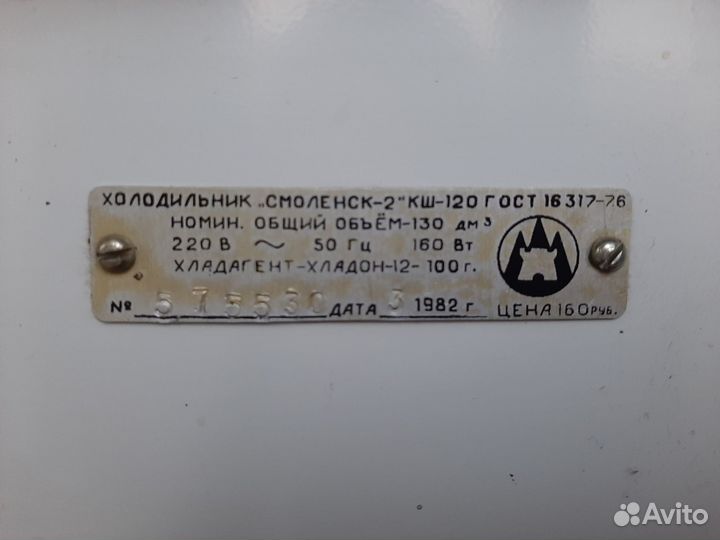 ХОЛОДИЛЬНИК „СМОЛЕНСК-2" КШ-120 ГОСТ 16317-76
НОМИН. ОБЩИЙ ОБЪЁМ-130 дм³
220 В ~ 50 Гц 160 Вт
ХЛАДАГЕНТ-ХЛАДОН-12-100 г.
№ 575530 ДАТА 3 1982 г
ЦЕНА 160 РУБ.
Avito